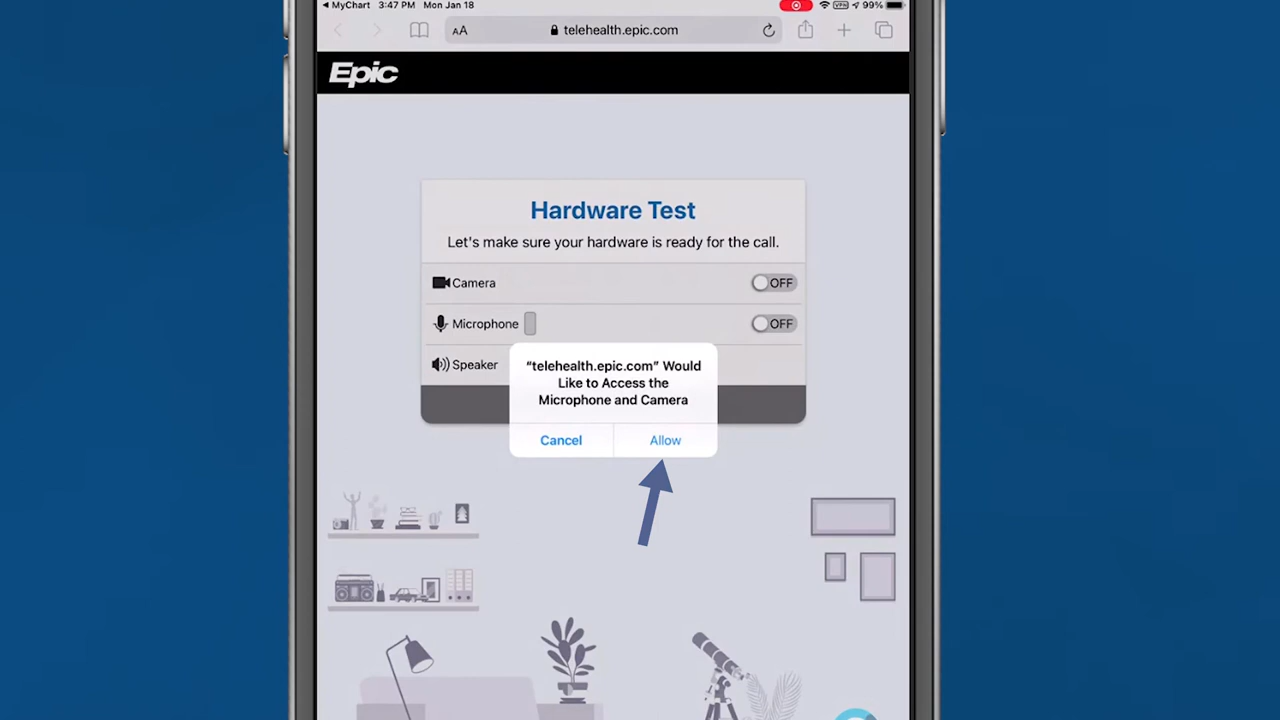 MyChart 3:47 PM Mon Jan 18 VPN 99%
AA telehealth.epic.com
Epic
Hardware Test
Let's make sure your hardware is ready for the call.
Camera OFF
Microphone OFF
Speaker
“telehealth.epic.com” Would
Like to Access the
Microphone and Camera
Cancel Allow